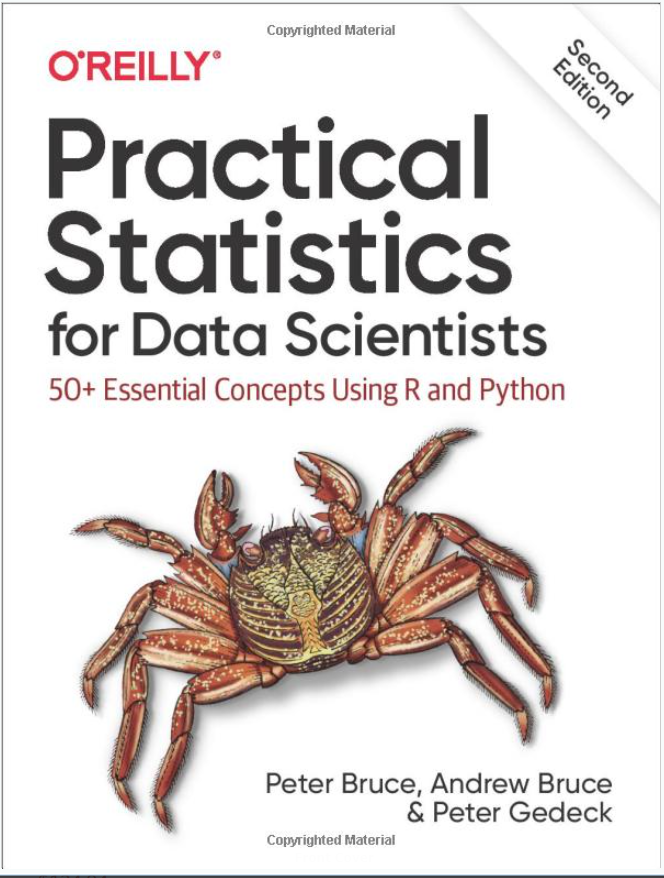 Copyrighted Material
O'REILLY®
Second
Edition
Practical
Statistics
for Data Scientists
50+ Essential Concepts Using R and Python
Peter Bruce, Andrew Bruce
& Peter Gedeck
Copyrighted Material